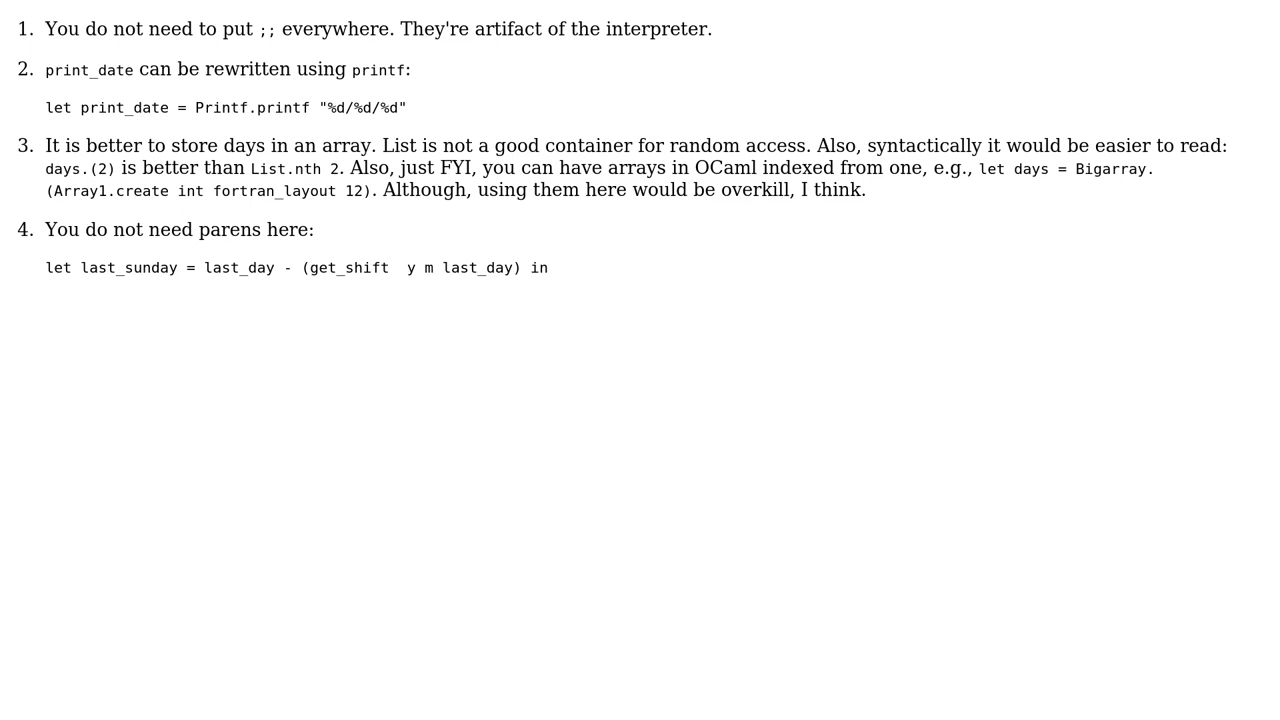 1. You do not need to put ;; everywhere. They're artifact of the interpreter.
2. print_date can be rewritten using printf:
let print_date = Printf.printf "%d/%d/%d"
3. It is better to store days in an array. List is not a good container for random access. Also, syntactically it would be easier to read:
days.(2) is better than List.nth 2. Also, just FYI, you can have arrays in OCaml indexed from one, e.g., let days = Bigarray.
(Array1.create int fortran_layout 12). Although, using them here would be overkill, I think.
4. You do not need parens here:
let last_sunday = last_day - (get_shift  y m last_day) in